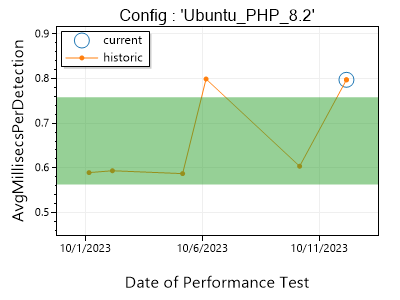 Config : 'Ubuntu_PHP_8.2'
current
historic
AvgMillisecsPerDetection
0.9
0.8
0.7
0.6
0.5
10/1/2023
10/6/2023
10/11/2023
Date of Performance Test